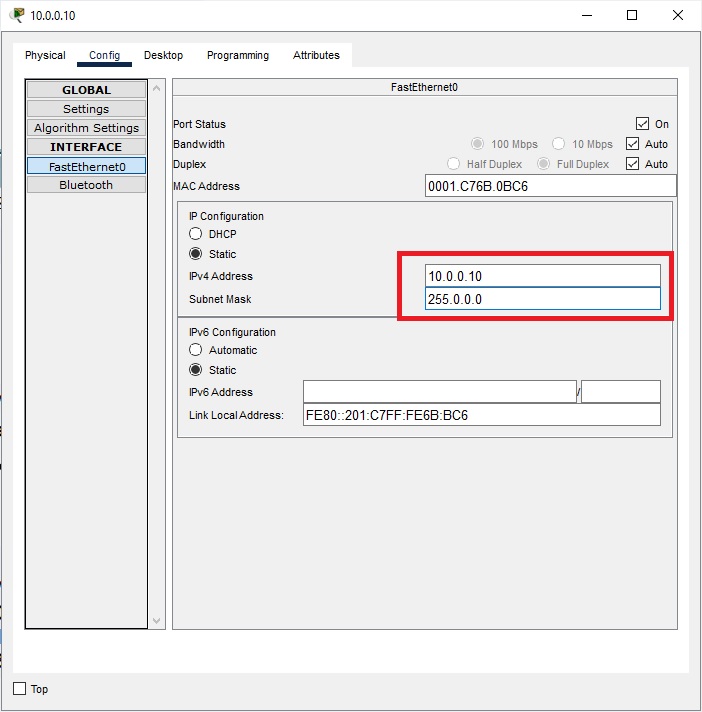 10.0.0.10
Physical Config Desktop Programming Attributes
GLOBAL
Settings
Algorithm Settings
INTERFACE
FastEthernet0
Bluetooth
FastEthernet0
Port Status On
Bandwidth 100 Mbps 10 Mbps Auto
Duplex Half Duplex Full Duplex Auto
MAC Address 0001.C76B.0BC6
IP Configuration
DHCP
Static
IPv4 Address 10.0.0.10
Subnet Mask 255.0.0.0
IPv6 Configuration
Automatic
Static
IPv6 Address /
Link Local Address: FE80::201:C7FF:FE6B:BC6
Top